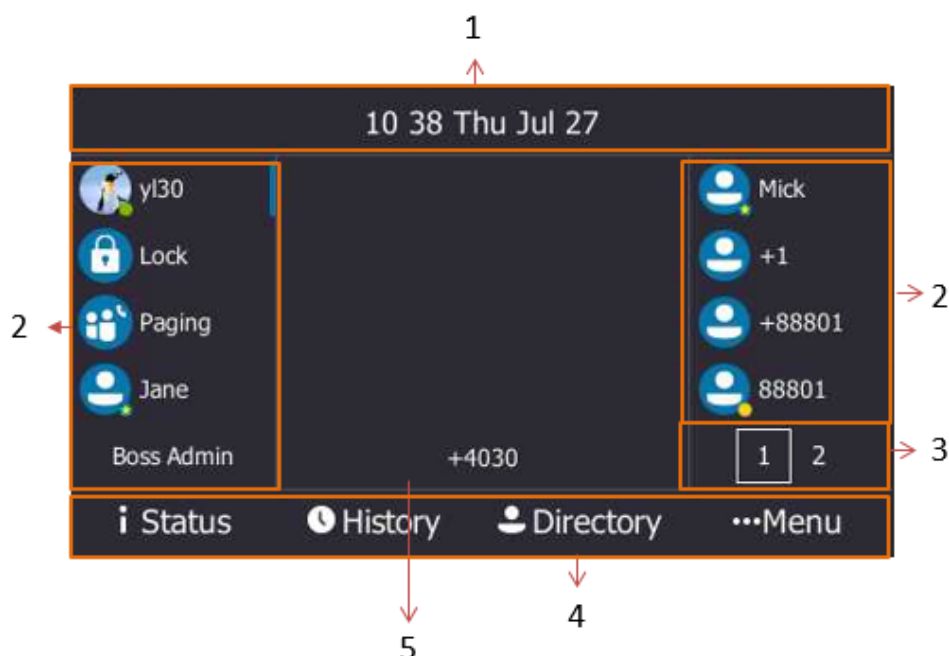 1
10 38 Thu Jul 27
yl30
Lock
Paging
Jane
Boss Admin
2
Mick
+1
+88801
88801
2
1 2
3
+4030
i Status
History
Directory
•••Menu
4
5